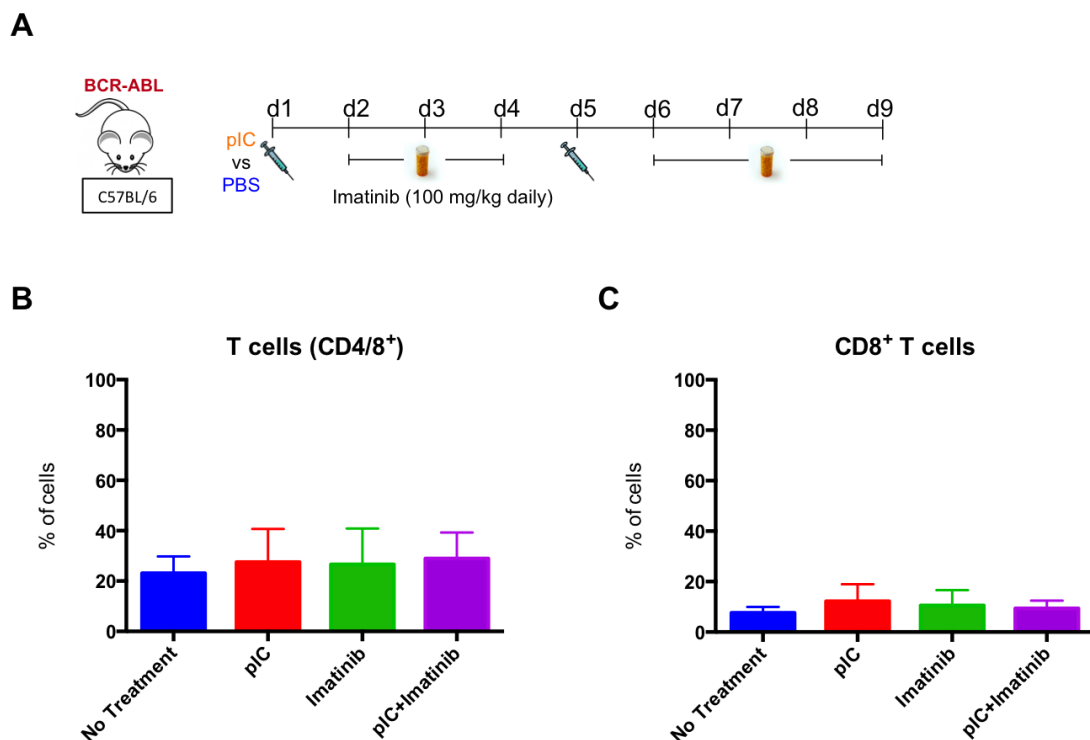 A
BCR-ABL
C57BL/6
d1 d2 d3 d4 d5 d6 d7 d8 d9
pIC
vs
PBS
Imatinib (100 mg/kg daily)
B
T cells (CD4/8⁺)
% of cells
100
80
60
40
20
0
No Treatment
pIC
Imatinib
pIC+Imatinib
C
CD8⁺ T cells
% of cells
100
80
60
40
20
0
No Treatment
pIC
Imatinib
pIC+Imatinib